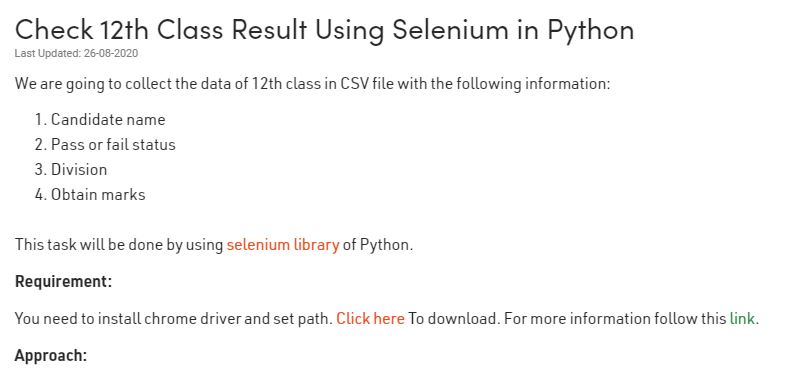 Check 12th Class Result Using Selenium in Python
Last Updated: 26-08-2020
We are going to collect the data of 12th class in CSV file with the following information:
1. Candidate name
2. Pass or fail status
3. Division
4. Obtain marks
This task will be done by using selenium library of Python.
Requirement:
You need to install chrome driver and set path. Click here To download. For more information follow this link.
Approach: